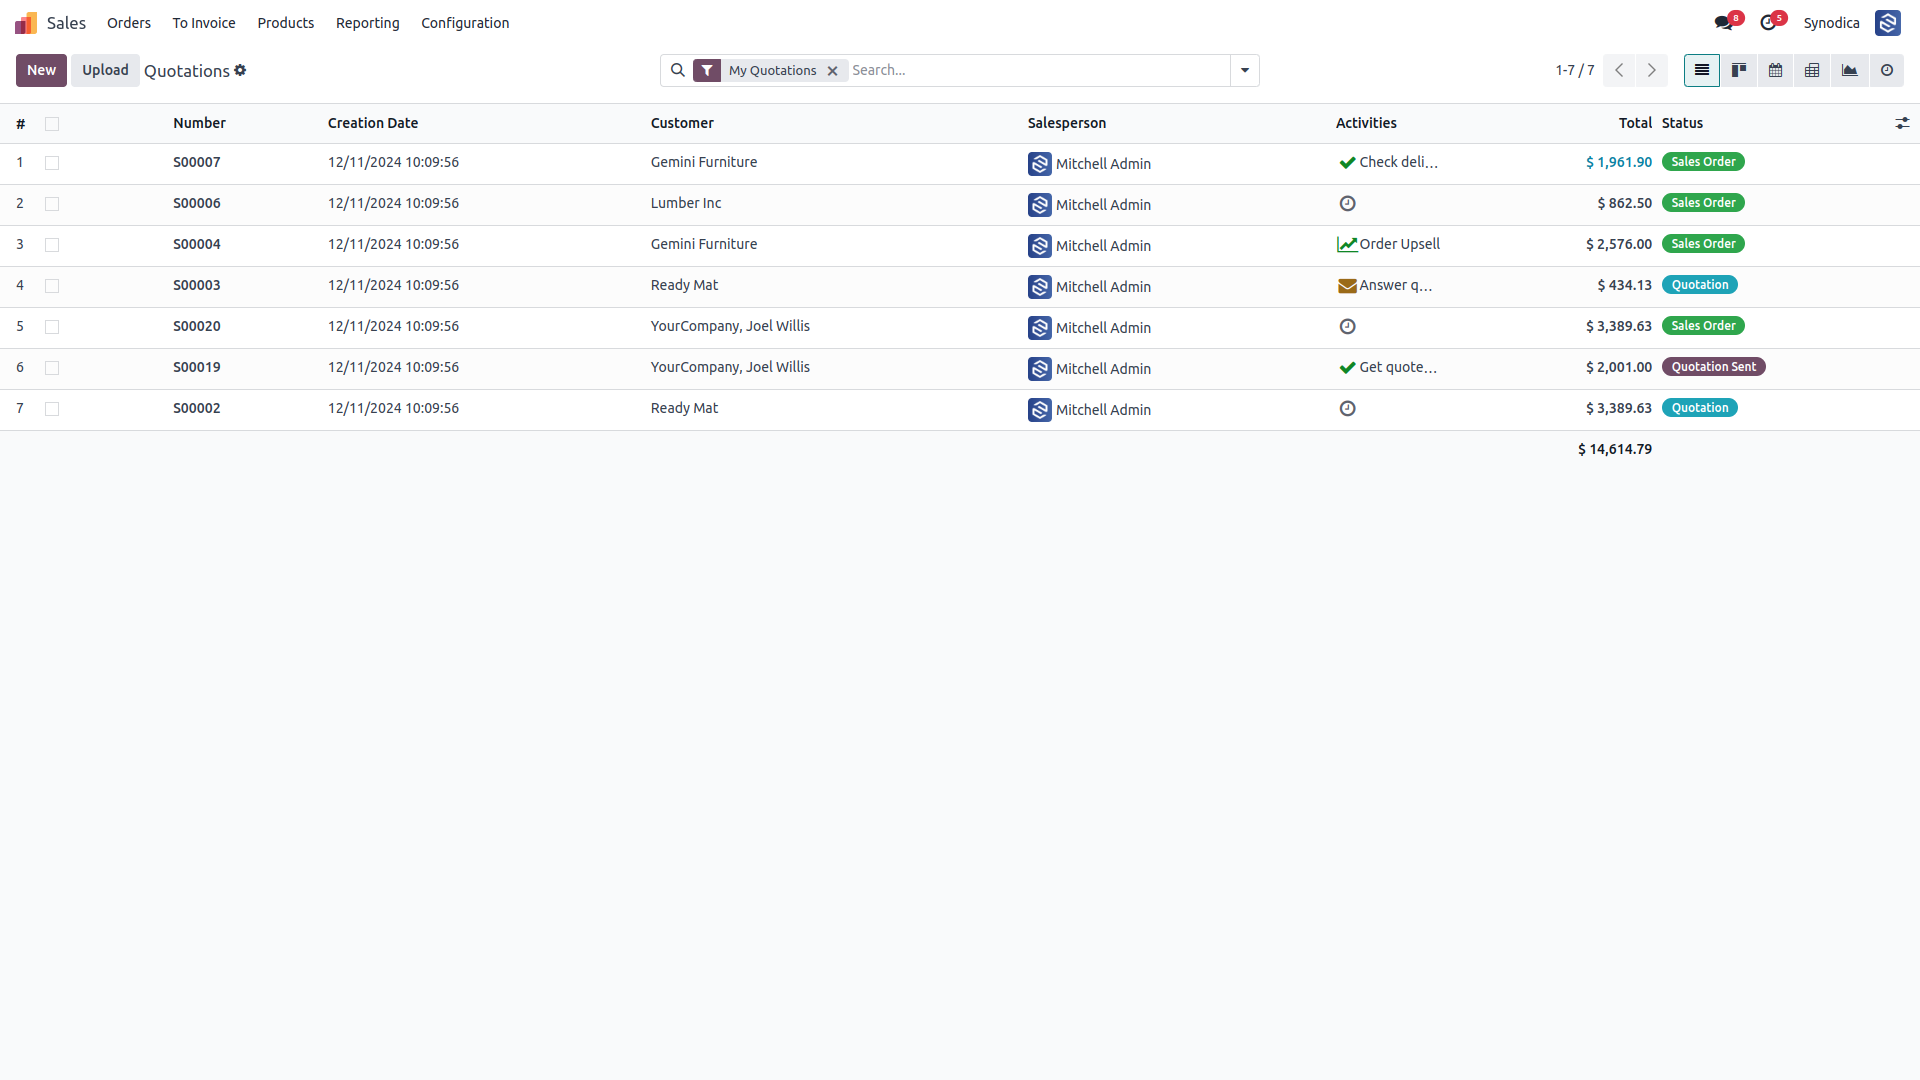 Sales Orders To Invoice Products Reporting Configuration 8 5 Synodica
New Upload Quotations My Quotations Search... 1-7 / 7
# Number Creation Date Customer Salesperson Activities Total Status
1 S00007 12/11/2024 10:09:56 Gemini Furniture Mitchell Admin Check deli... $ 1,961.90 Sales Order
2 S00006 12/11/2024 10:09:56 Lumber Inc Mitchell Admin $ 862.50 Sales Order
3 S00004 12/11/2024 10:09:56 Gemini Furniture Mitchell Admin Order Upsell $ 2,576.00 Sales Order
4 S00003 12/11/2024 10:09:56 Ready Mat Mitchell Admin Answer q... $ 434.13 Quotation
5 S00020 12/11/2024 10:09:56 YourCompany, Joel Willis Mitchell Admin $ 3,389.63 Sales Order
6 S00019 12/11/2024 10:09:56 YourCompany, Joel Willis Mitchell Admin Get quote... $ 2,001.00 Quotation Sent
7 S00002 12/11/2024 10:09:56 Ready Mat Mitchell Admin $ 3,389.63 Quotation
$ 14,614.79